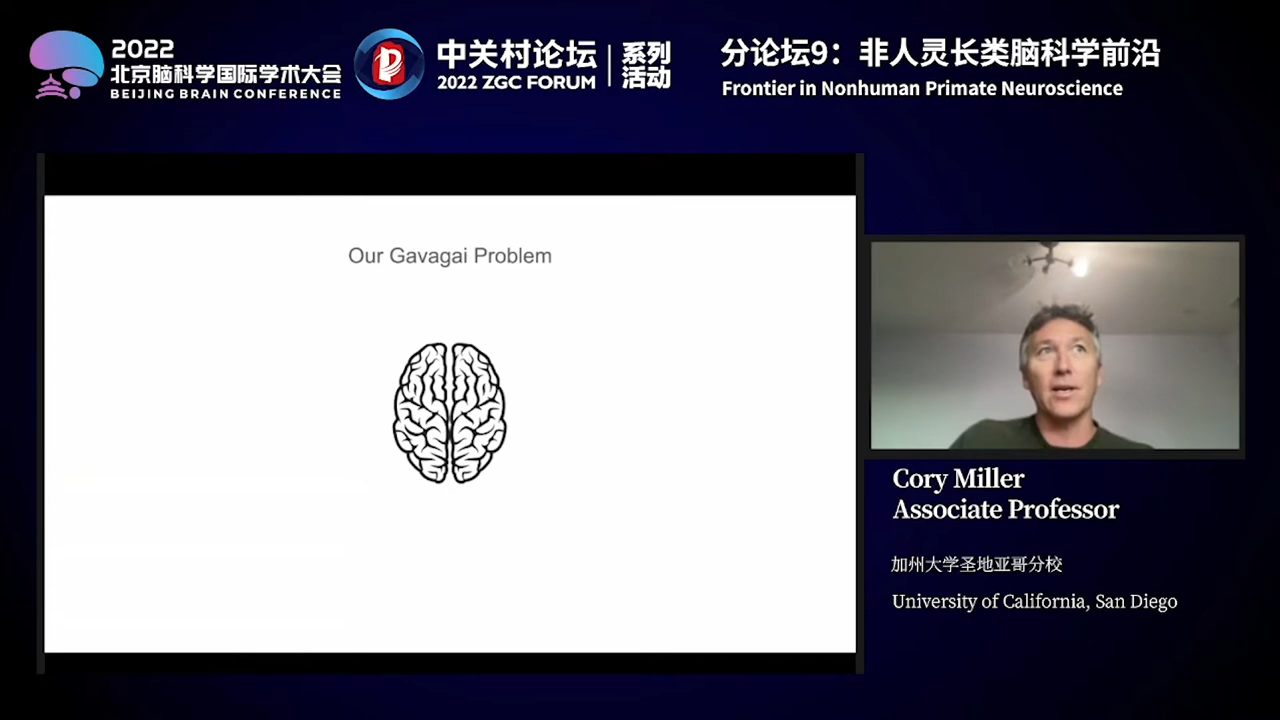 2022
北京脑科学国际学术大会
BEIJING BRAIN CONFERENCE
中关村论坛
2022 ZGC FORUM
系列
活动
分论坛9：非人灵长类脑科学前沿
Frontier in Nonhuman Primate Neuroscience
Our Gavagai Problem
Cory Miller
Associate Professor
加州大学圣地亚哥分校
University of California, San Diego